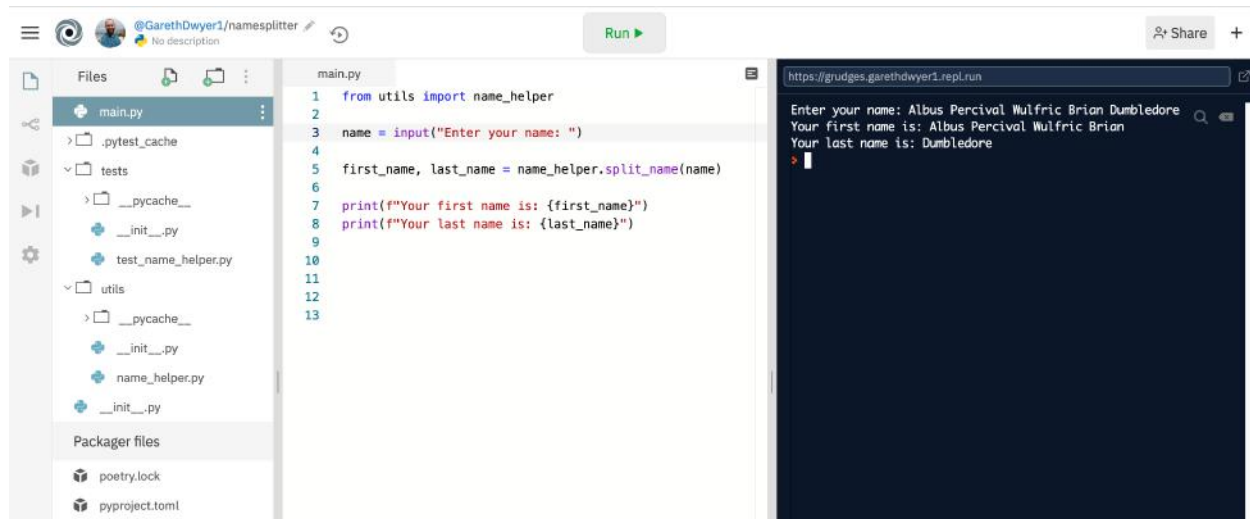 @GarethDwyer1/namesplitter
No description
Run
Share
+
Files
main.py
.pytest_cache
tests
__pycache__
__init__.py
test_name_helper.py
utils
__pycache__
__init__.py
name_helper.py
__init__.py
Packager files
poetry.lock
pyproject.toml
main.py
1 from utils import name_helper
2
3 name = input("Enter your name: ")
4
5 first_name, last_name = name_helper.split_name(name)
6
7 print(f"Your first name is: {first_name}")
8 print(f"Your last name is: {last_name}")
9
10
11
12
13
https://grudges.garethdwyer1.repl.run
Enter your name: Albus Percival Wulfric Brian Dumbledore
Your first name is: Albus Percival Wulfric Brian
Your last name is: Dumbledore
>